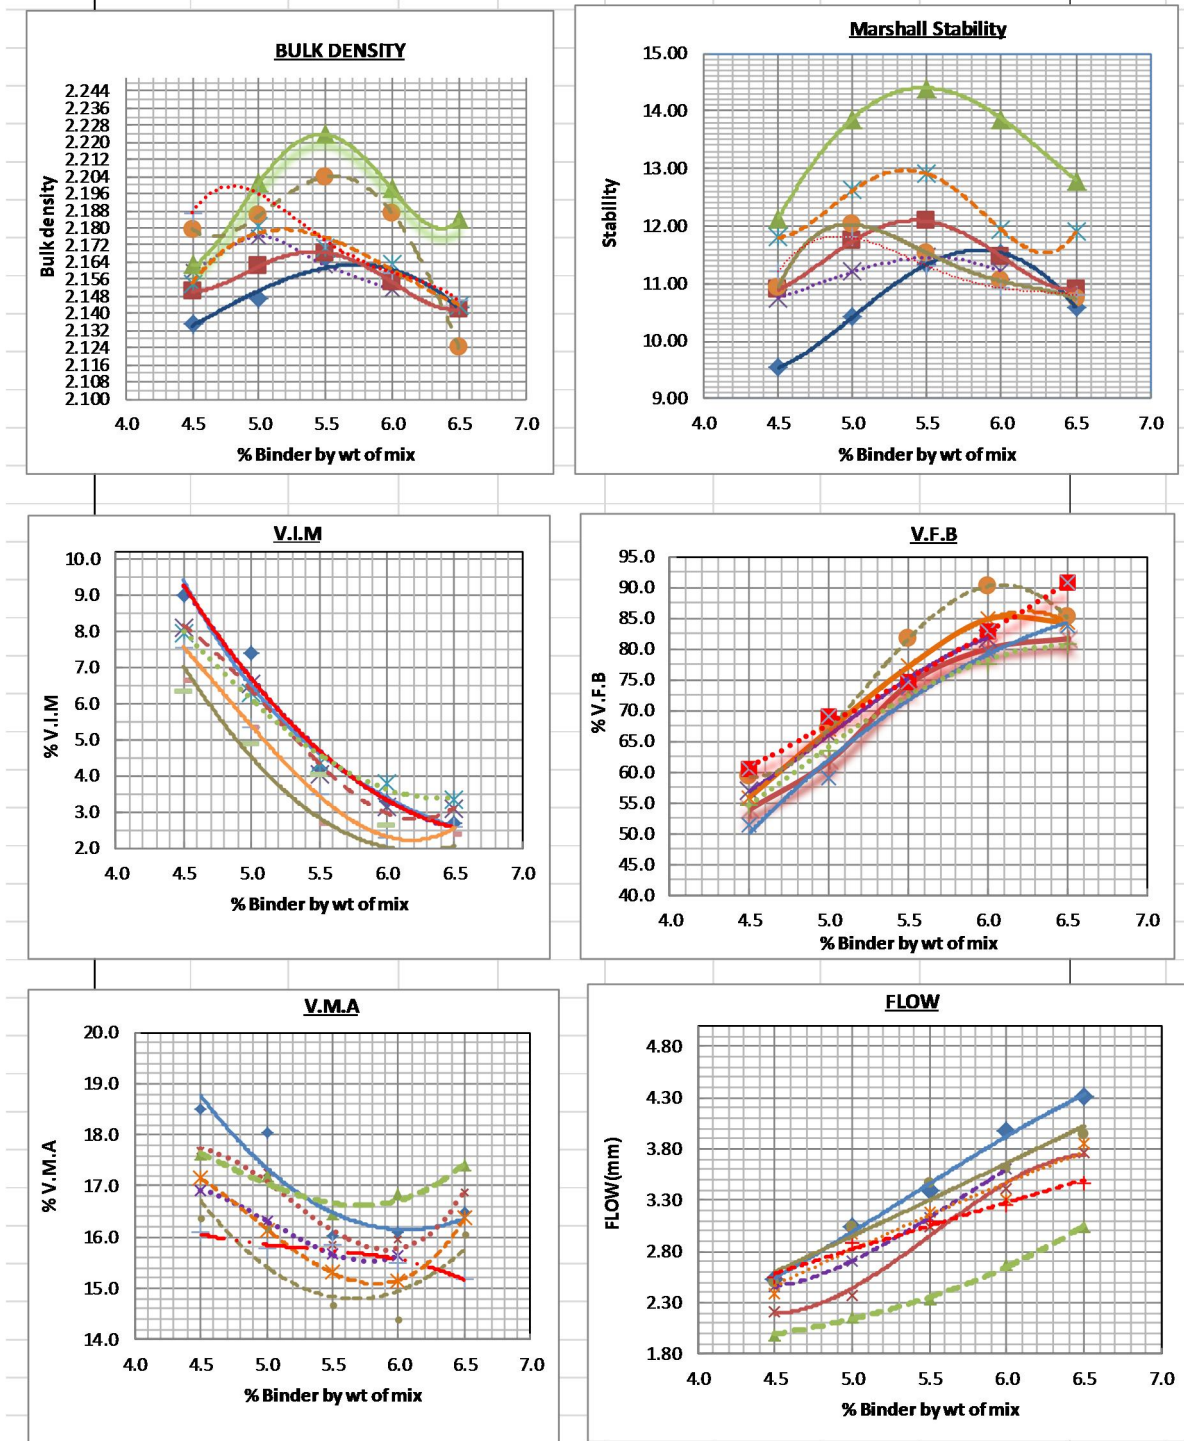 BULK DENSITY
2.244
2.236
2.228
2.220
2.212
2.204
2.196
2.188
2.180
2.172
2.164
2.156
2.148
2.140
2.132
2.124
2.116
2.108
2.100
Bulk density
4.0 4.5 5.0 5.5 6.0 6.5 7.0
% Binder by wt of mix
Marshall Stability
15.00
14.00
13.00
12.00
11.00
10.00
9.00
Stability
4.0 4.5 5.0 5.5 6.0 6.5 7.0
% Binder by wt of mix
V.I.M
10.0
9.0
8.0
7.0
6.0
5.0
4.0
3.0
2.0
% V.I.M
4.0 4.5 5.0 5.5 6.0 6.5 7.0
% Binder by wt of mix
V.F.B
95.0
90.0
85.0
80.0
75.0
70.0
65.0
60.0
55.0
50.0
45.0
40.0
% V.F.B
4.0 4.5 5.0 5.5 6.0 6.5 7.0
% Binder by wt of mix
V.M.A
20.0
19.0
18.0
17.0
16.0
15.0
14.0
% V.M.A
4.0 4.5 5.0 5.5 6.0 6.5 7.0
% Binder by wt of mix
FLOW
4.80
4.30
3.80
3.30
2.80
2.30
1.80
FLOW(mm)
4.0 4.5 5.0 5.5 6.0 6.5 7.0
% Binder by wt of mix